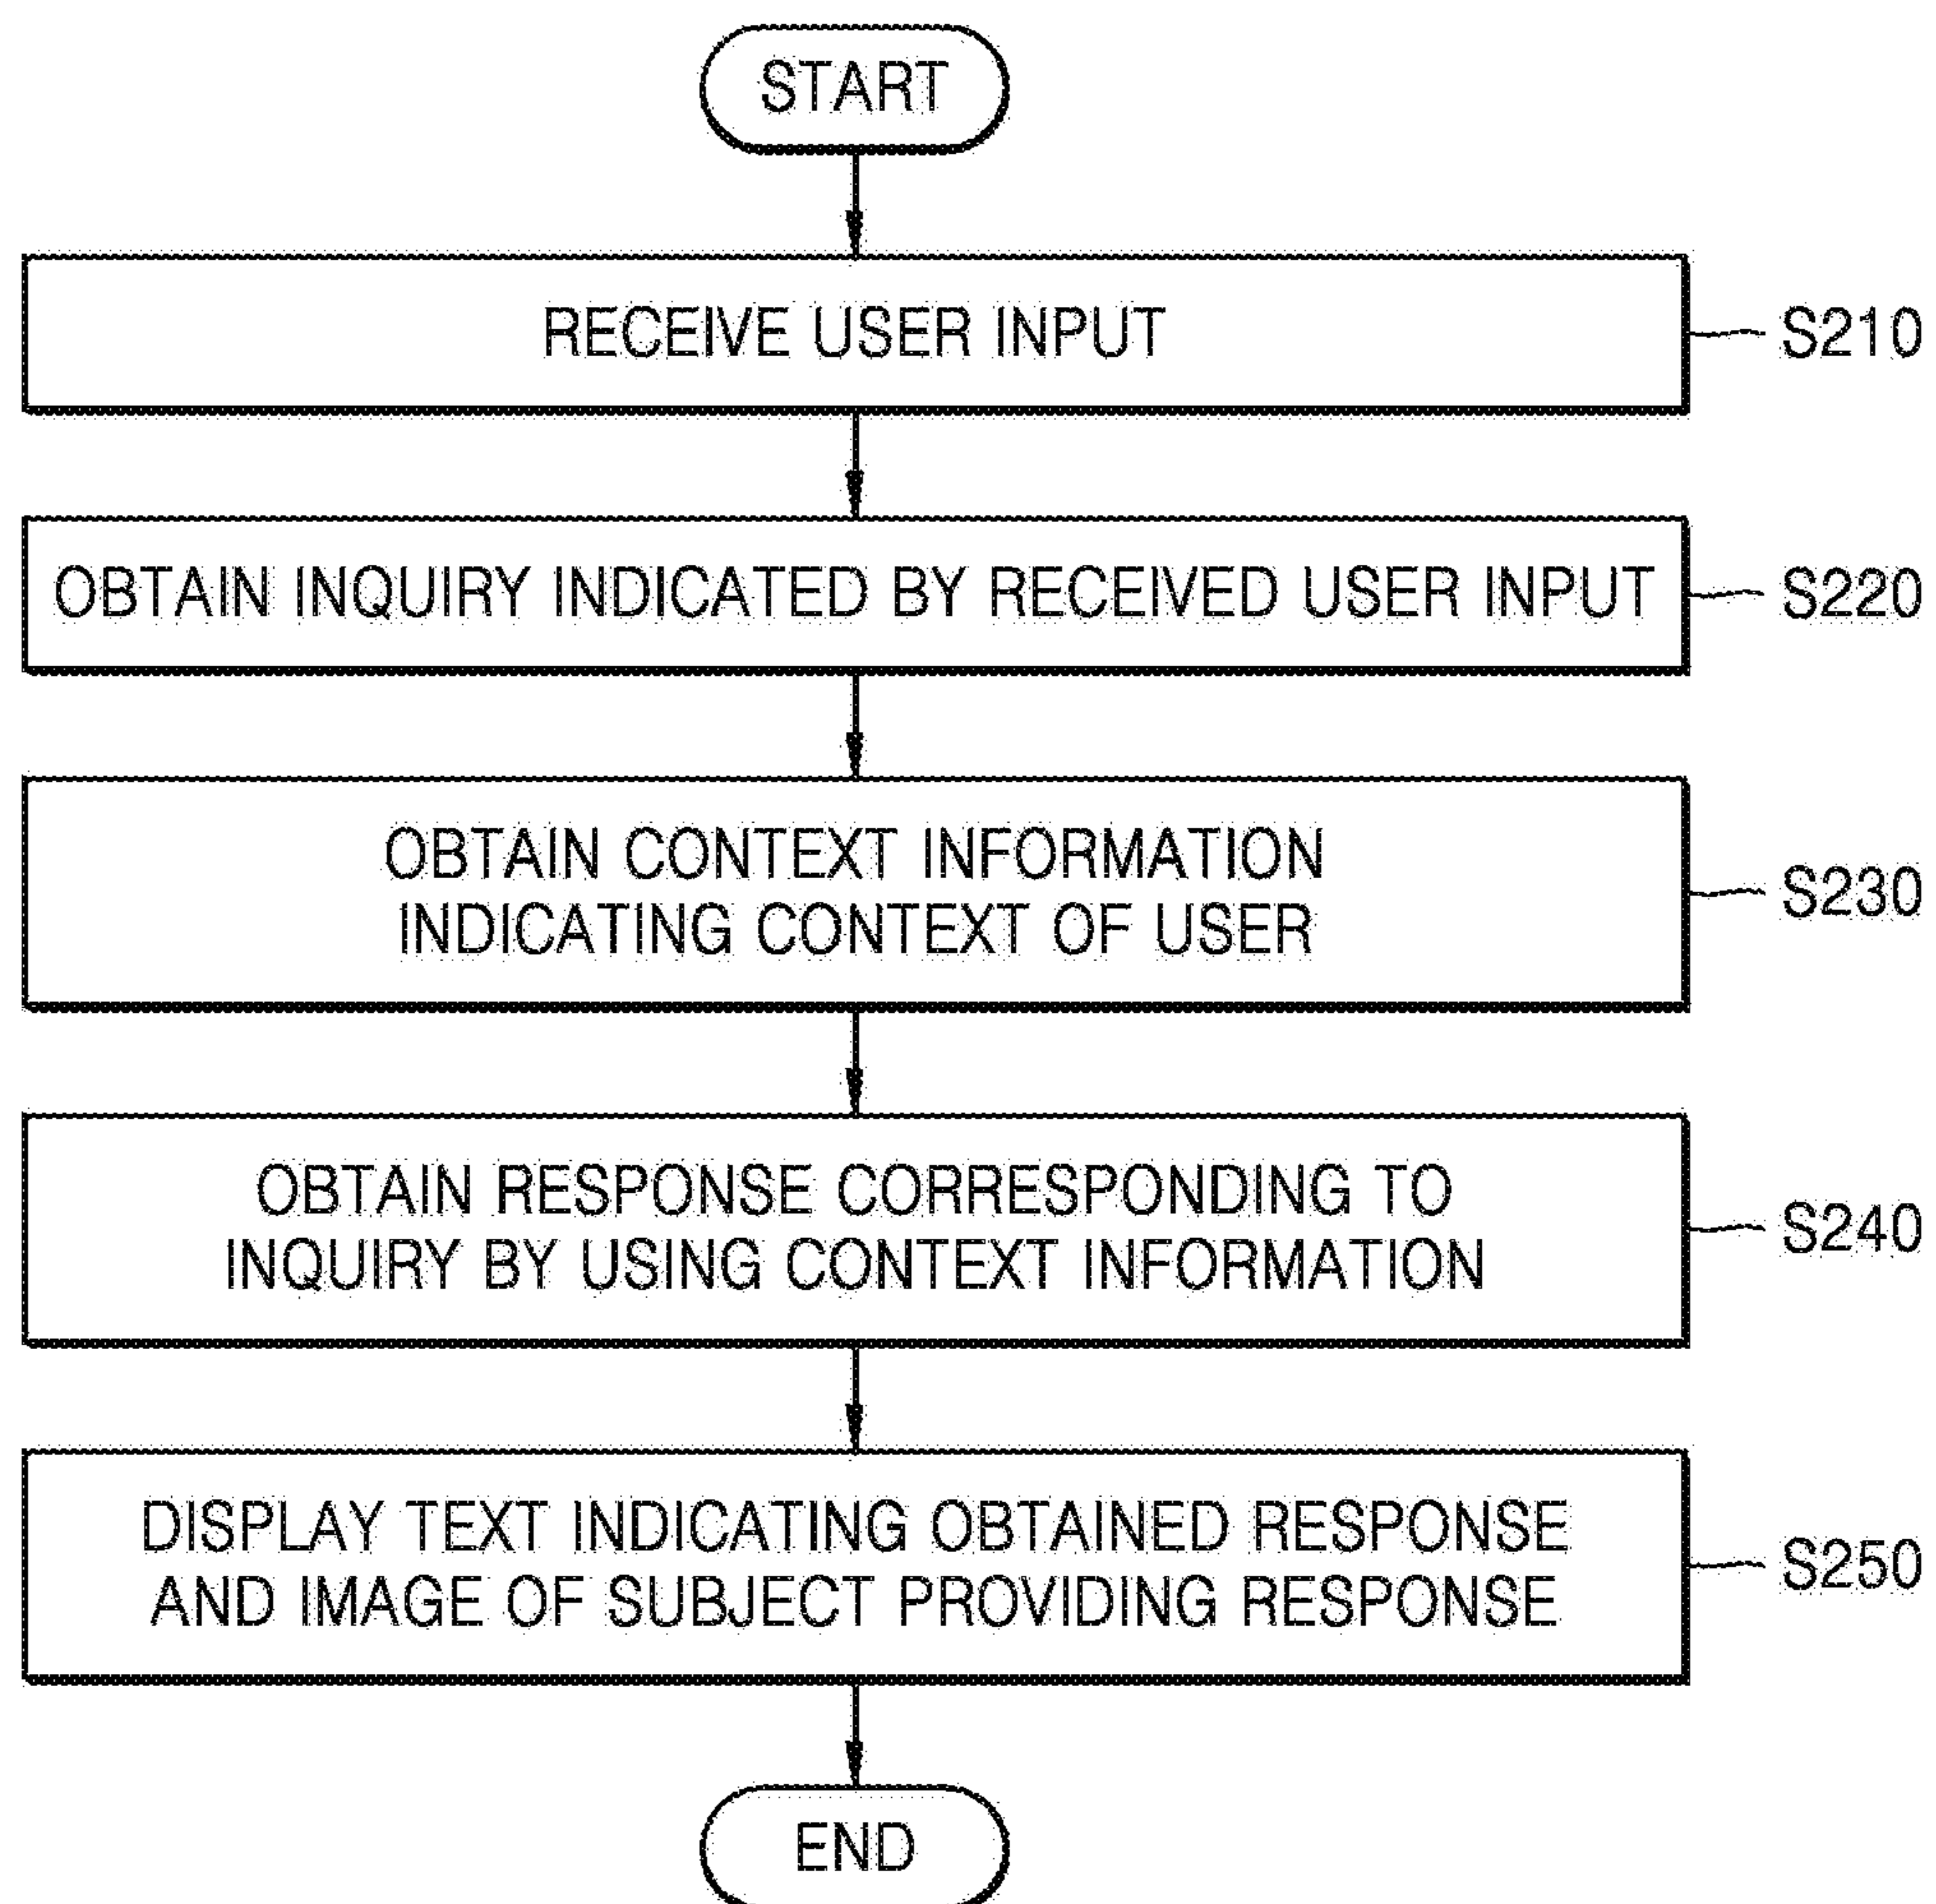 START
RECEIVE USER INPUT
S210
OBTAIN INQUIRY INDICATED BY RECEIVED USER INPUT
S220
OBTAIN CONTEXT INFORMATION
INDICATING CONTEXT OF USER
S230
OBTAIN RESPONSE CORRESPONDING TO
INQUIRY BY USING CONTEXT INFORMATION
S240
DISPLAY TEXT INDICATING OBTAINED RESPONSE
AND IMAGE OF SUBJECT PROVIDING RESPONSE
S250
END